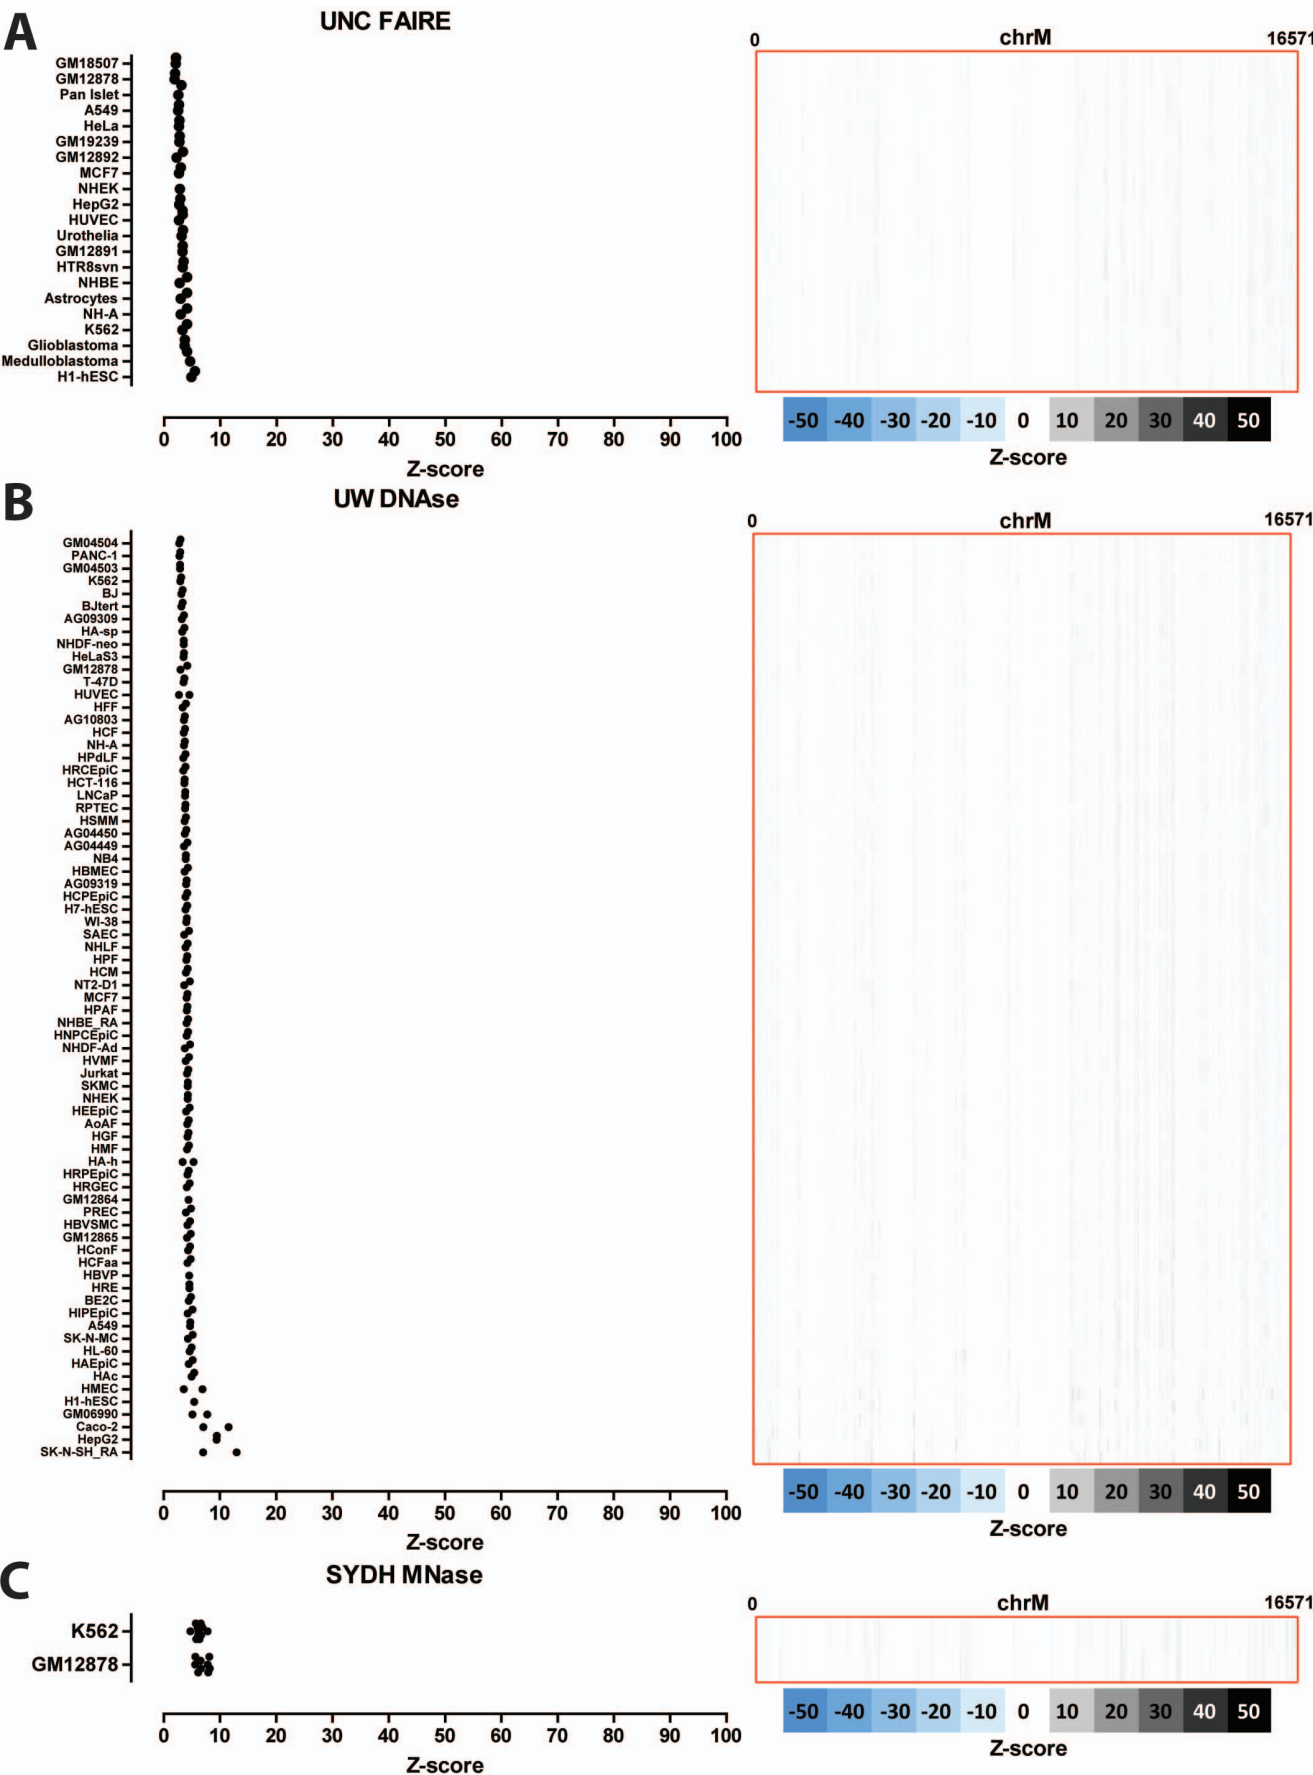 A
UNC FAIRE
0 chrM 16571
GM18507
GM12878
Pan Islet
A549
HeLa
GM19239
GM12892
MCF7
NHEK
HepG2
HUVEC
Urothelia
GM12891
HTR8svn
NHBE
Astrocytes
NH-A
K562
Glioblastoma
Medulloblastoma
H1-hESC
0 10 20 30 40 50 60 70 80 90 100
Z-score
-50 -40 -30 -20 -10 0 10 20 30 40 50
Z-score
B
UW DNAse
0 chrM 16571
GM04504
PANC-1
GM04503
K562
BJ
BJtert
AG09309
HA-sp
NHDF-neo
HeLaS3
GM12878
T-47D
HUVEC
HFF
AG10803
HCF
NH-A
HPdLF
HRCEpiC
HCT-116
LNCaP
RPTEC
HSMM
AG04450
AG04449
NB4
HBMEC
AG09319
HCPEpiC
H7-hESC
WI-38
SAEC
NHLF
HPF
HCM
NT2-D1
MCF7
HPAF
NHBE_RA
HNPCEpiC
NHDF-Ad
HVMF
Jurkat
SKMC
NHEK
HEEpiC
AoAF
HGF
HMF
HA-h
HRPEpiC
HRGEC
GM12864
PREC
HBVSMC
GM12865
HConF
HCFaa
HBVP
HRE
BE2C
HIPEpiC
A549
SK-N-MC
HL-60
HAEpiC
HAc
HMEC
H1-hESC
GM06990
Caco-2
HepG2
SK-N-SH_RA
0 10 20 30 40 50 60 70 80 90 100
Z-score
-50 -40 -30 -20 -10 0 10 20 30 40 50
Z-score
C
SYDH MNase
0 chrM 16571
K562
GM12878
0 10 20 30 40 50 60 70 80 90 100
Z-score
-50 -40 -30 -20 -10 0 10 20 30 40 50
Z-score